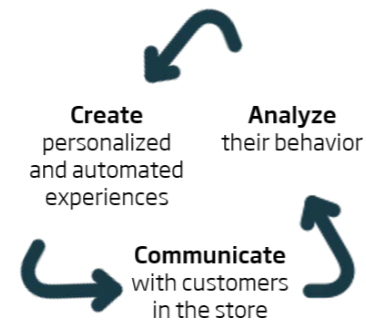 Create
personalized
and automated
experiences
Analyze
their behavior
Communicate
with customers
in the store